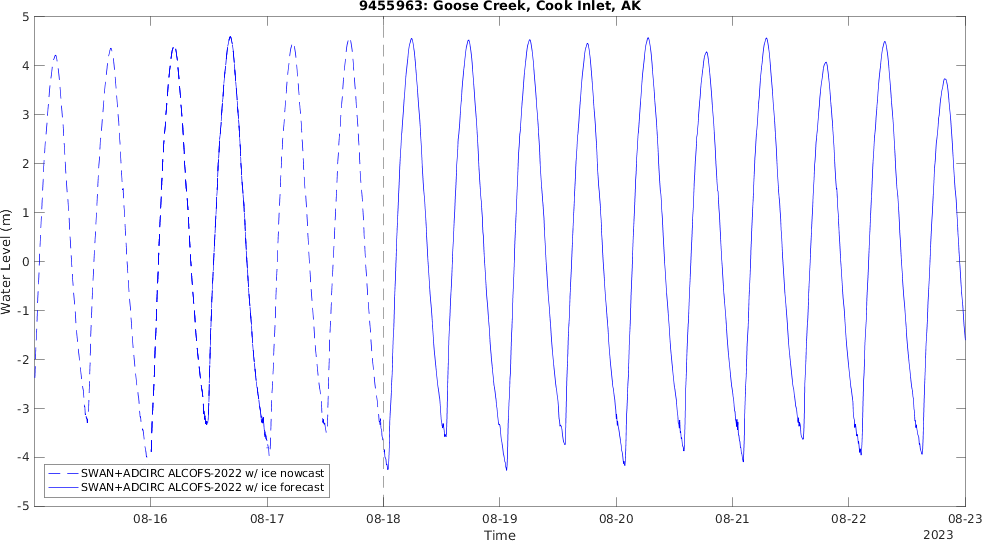 9455963: Goose Creek, Cook Inlet, AK
5
4
3
2
1
0
-1
-2
-3
-4
-5
Water Level (m)
SWAN+ADCIRC ALCOFS-2022 w/ ice nowcast
SWAN+ADCIRC ALCOFS-2022 w/ ice forecast
08-16 08-17 08-18 08-19 08-20 08-21 08-22 08-23
Time
2023